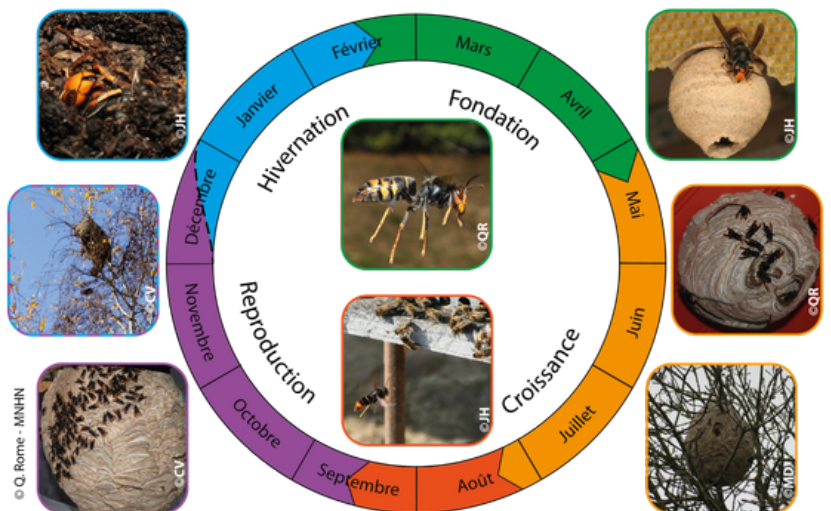 Janvier
Février
Mars
Avril
Mai
Juin
Juillet
Août
Septembre
Octobre
Novembre
Décembre
Hivernation
Fondation
Croissance
Reproduction
©JH
©JH
©QR
©CV
©QR
©JH
©CV
©MDI
© Q. Rome - MNHN